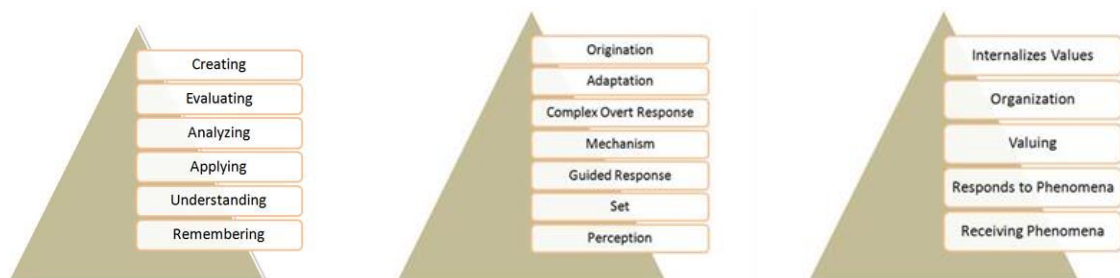 Creating
Evaluating
Analyzing
Applying
Understanding
Remembering
Origination
Adaptation
Complex Overt Response
Mechanism
Guided Response
Set
Perception
Internalizes Values
Organization
Valuing
Responds to Phenomena
Receiving Phenomena